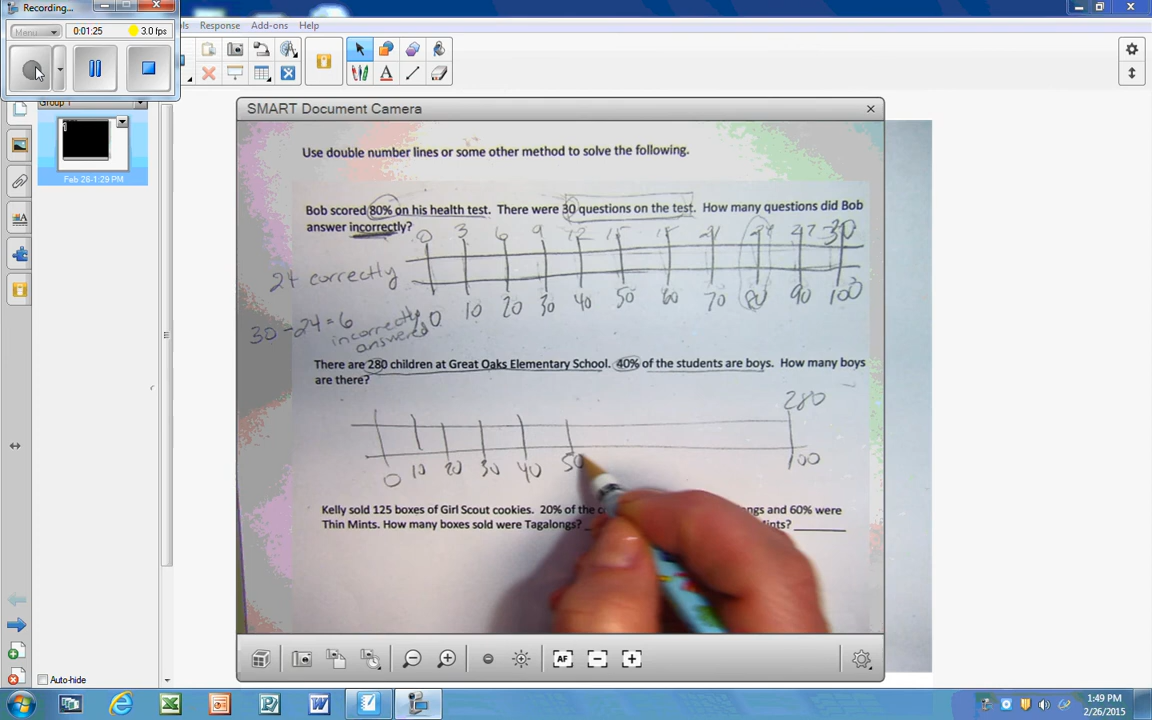 Recording...
Menu
0:01:25
3.0 fps
Response Add-ons Help
Group 1
Feb 26-1:29 PM
SMART Document Camera
Use double number lines or some other method to solve the following.
Bob scored 80% on his health test. There were 30 questions on the test. How many questions did Bob
answer incorrectly?
0 3 6 9 12 15 18 21 24 27 30
24 correctly
0 10 20 30 40 50 60 70 80 90 100
30 - 24 = 6
incorrectly
answered
There are 280 children at Great Oaks Elementary School. 40% of the students are boys. How many boys
are there?
280
0 10 20 30 40 50 100
Kelly sold 125 boxes of Girl Scout cookies. 20% of the and 60% were
Thin Mints. How many boxes sold were Tagalongs?
AF
Auto-hide
1:49 PM
2/26/2015